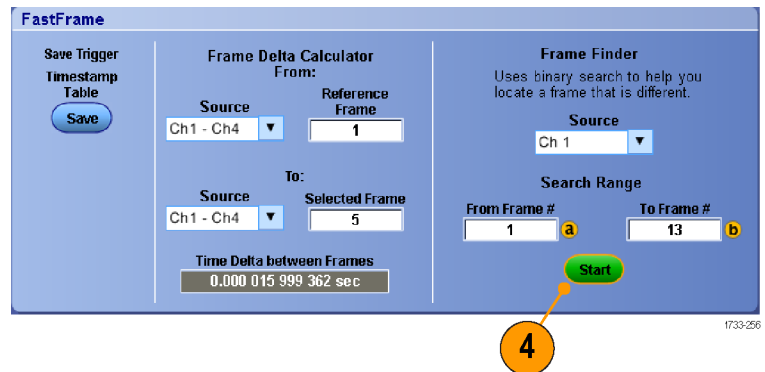 FastFrame
Save Trigger
Timestamp
Table
Save
Frame Delta Calculator
From:
Source
Reference
Frame
Ch1 - Ch4
1
To:
Source
Selected Frame
Ch1 - Ch4
5
Time Delta between Frames
0.000 015 999 362 sec
Frame Finder
Uses binary search to help you
locate a frame that is different.
Source
Ch 1
Search Range
From Frame #
To Frame #
1
a
13
b
Start
4
1733-256